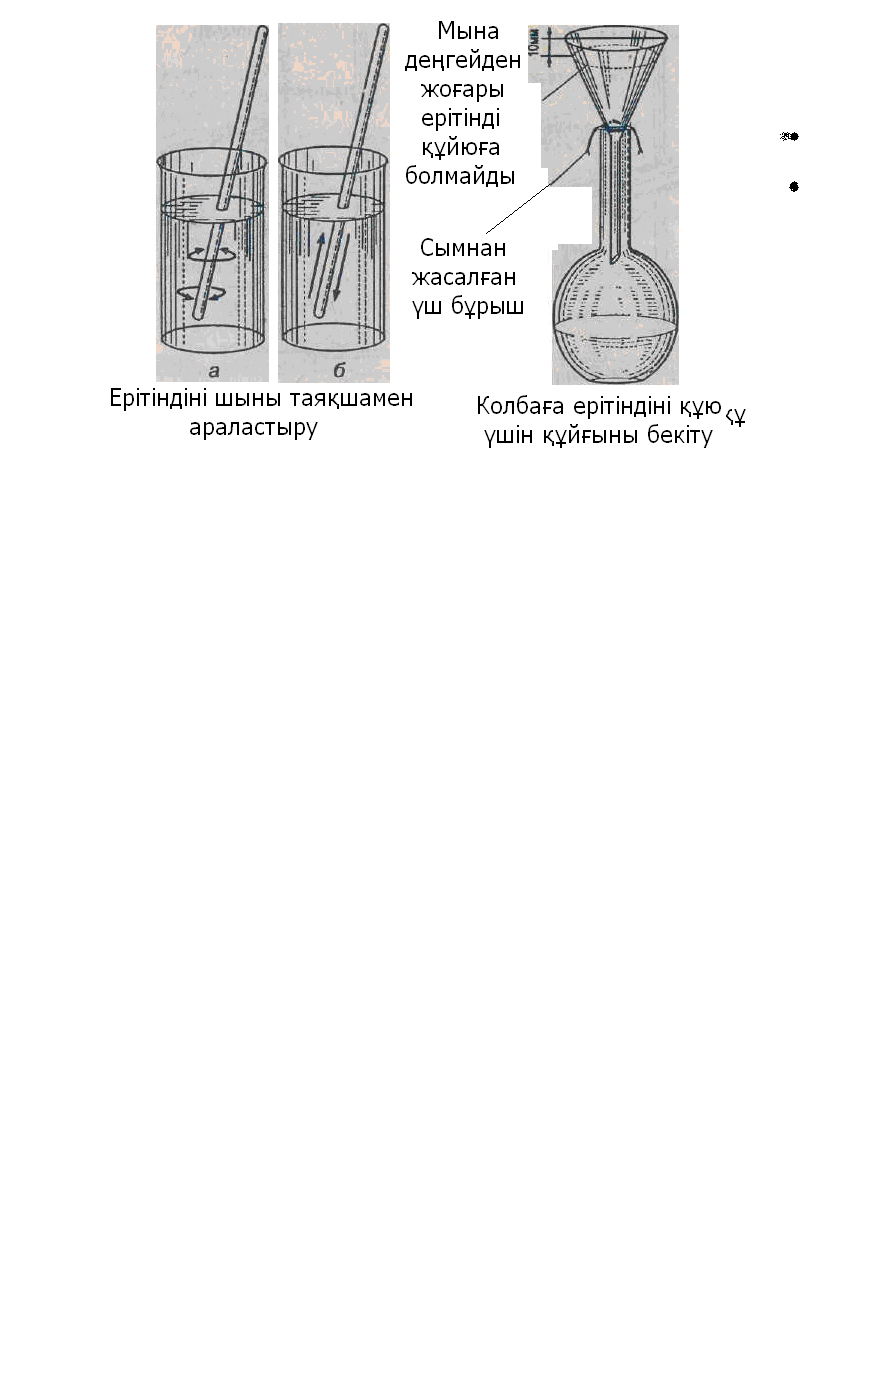 Мына
деңгейден
жоғары
ерітінді
құйюға
болмайды
10мм
Сымнан
жасалған
үш бұрыш
а
б
Ерітіндіні шыны таяқшамен
араластыру
Колбаға ерітіндіні құю
үшін құйғыны бекіту